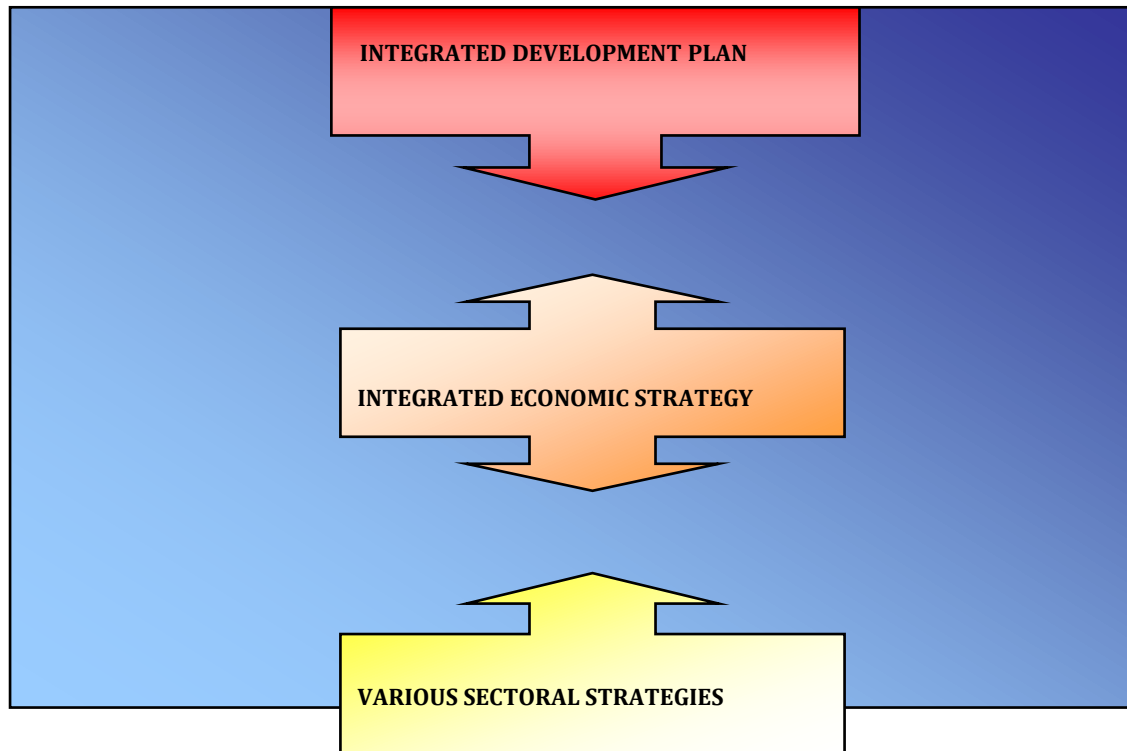 INTEGRATED DEVELOPMENT PLAN
INTEGRATED ECONOMIC STRATEGY
VARIOUS SECTORAL STRATEGIES